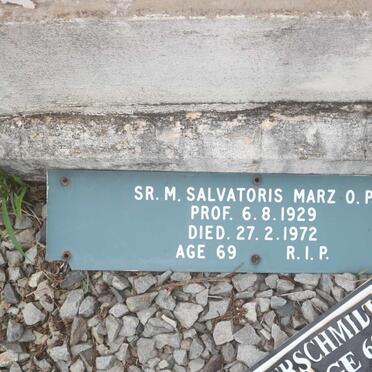 SR. M. SALVATORIS MARZ O. P
PROF. 6.8.1929
DIED. 27.2.1972
AGE 69 R.I.P.